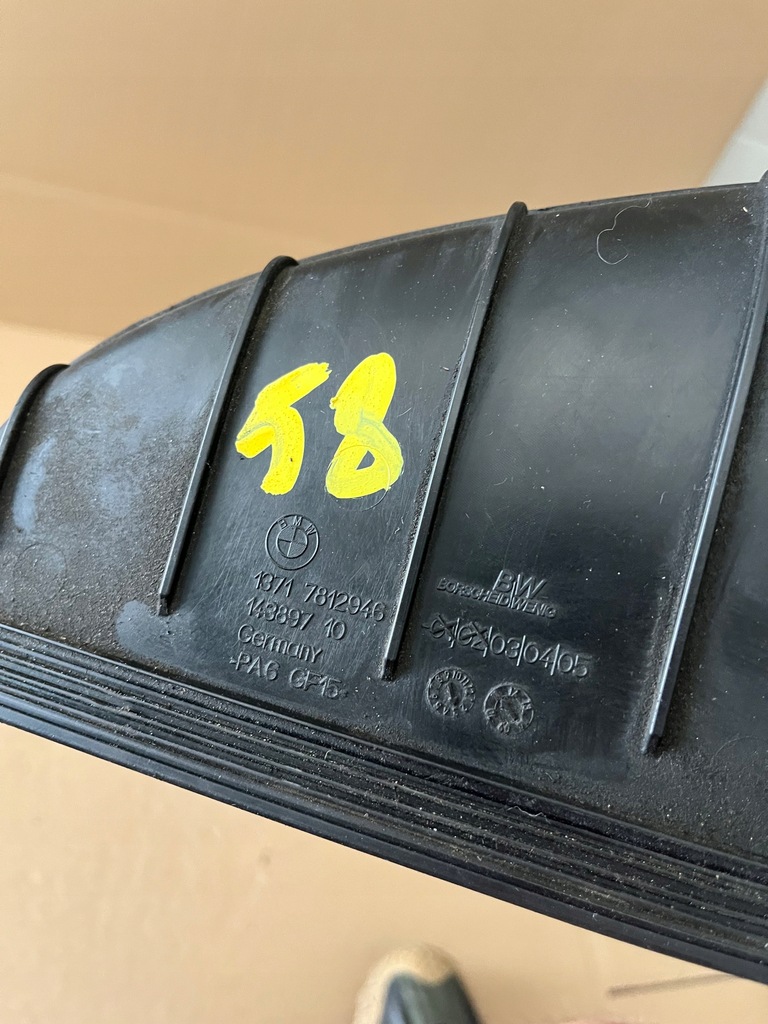 58
BMW
1371 7812946
143897 10
Germany
>PA6 GF15<
BW
BORSCHEIDWENIG
03|04|05